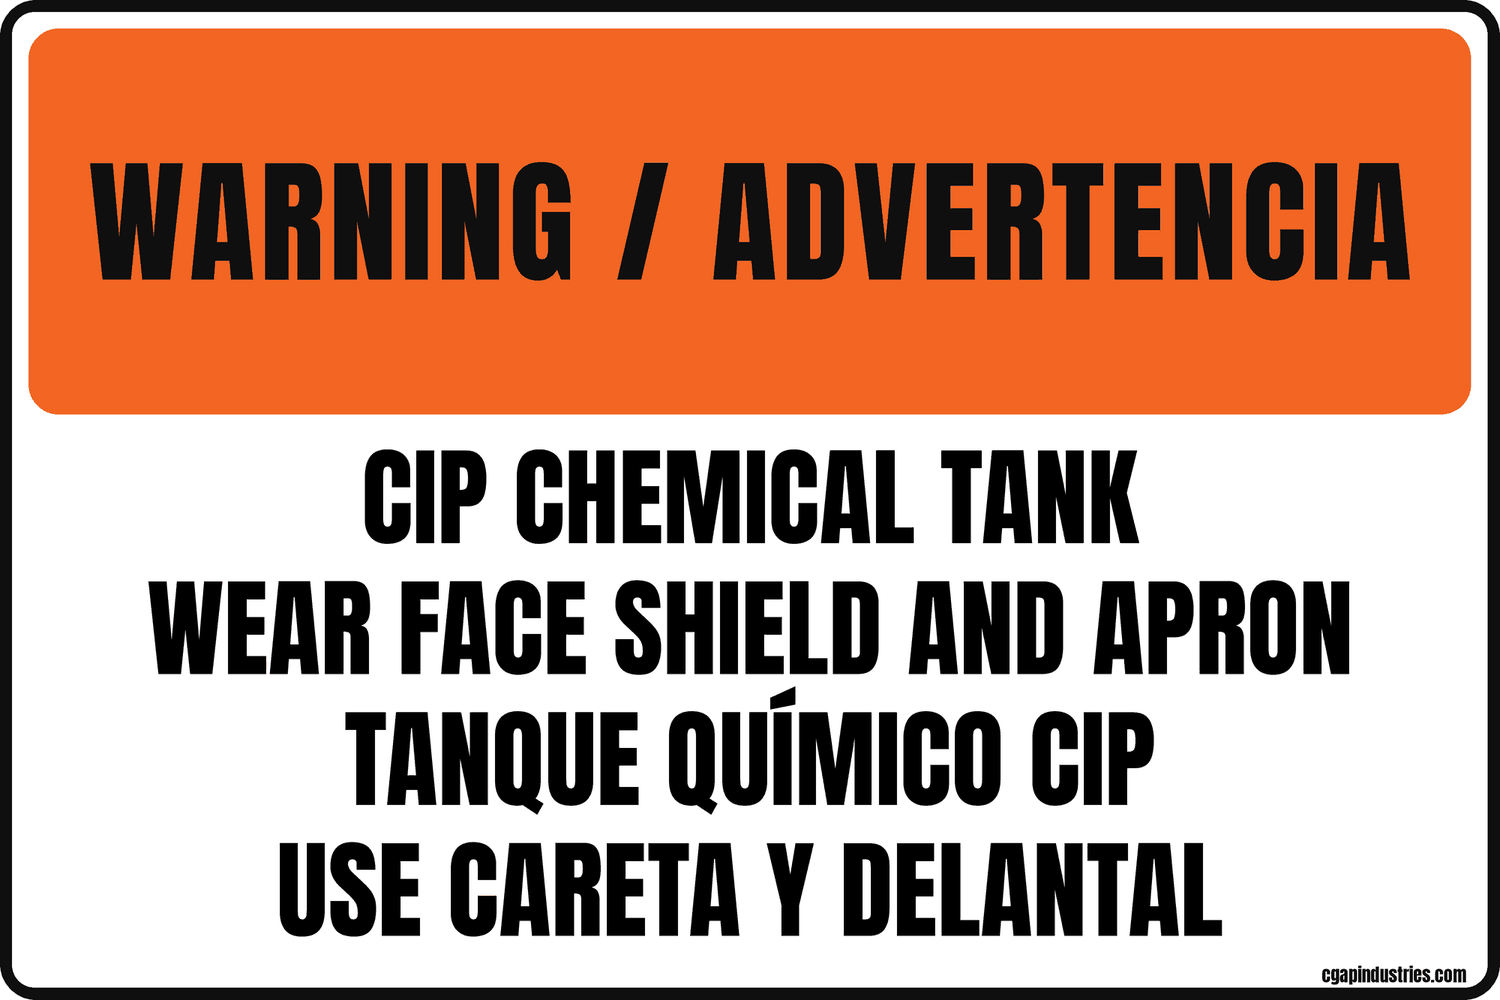 WARNING / ADVERTENCIA
CIP CHEMICAL TANK
WEAR FACE SHIELD AND APRON
TANQUE QUÍMICO CIP
USE CARETA Y DELANTAL
cgapindustries.com